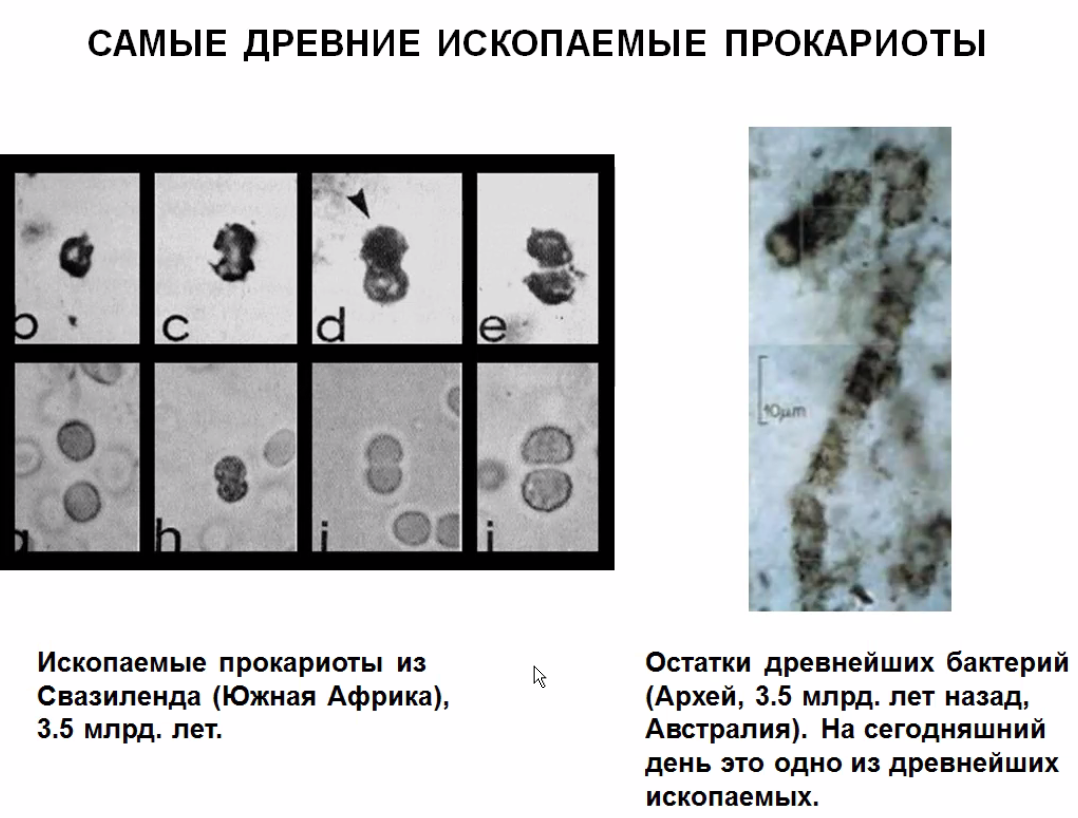 САМЫЕ ДРЕВНИЕ ИСКОПАЕМЫЕ ПРОКАРИОТЫ
b c d e
g h i j
10µm
Ископаемые прокариоты из
Свазиленда (Южная Африка),
3.5 млрд. лет.
Остатки древнейших бактерий
(Архей, 3.5 млрд. лет назад,
Австралия). На сегодняшний
день это одно из древнейших
ископаемых.